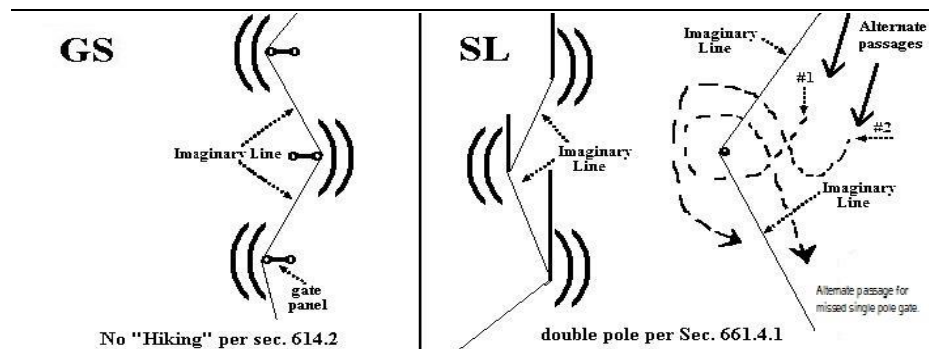 GS
Imaginary Line
gate
panel
No "Hiking" per sec. 614.2
SL
Imaginary
Line
double pole per Sec. 661.4.1
Imaginary
Line
Alternate
passages
#1
#2
Imaginary
Line
Alternate passage for
missed single pole gate.